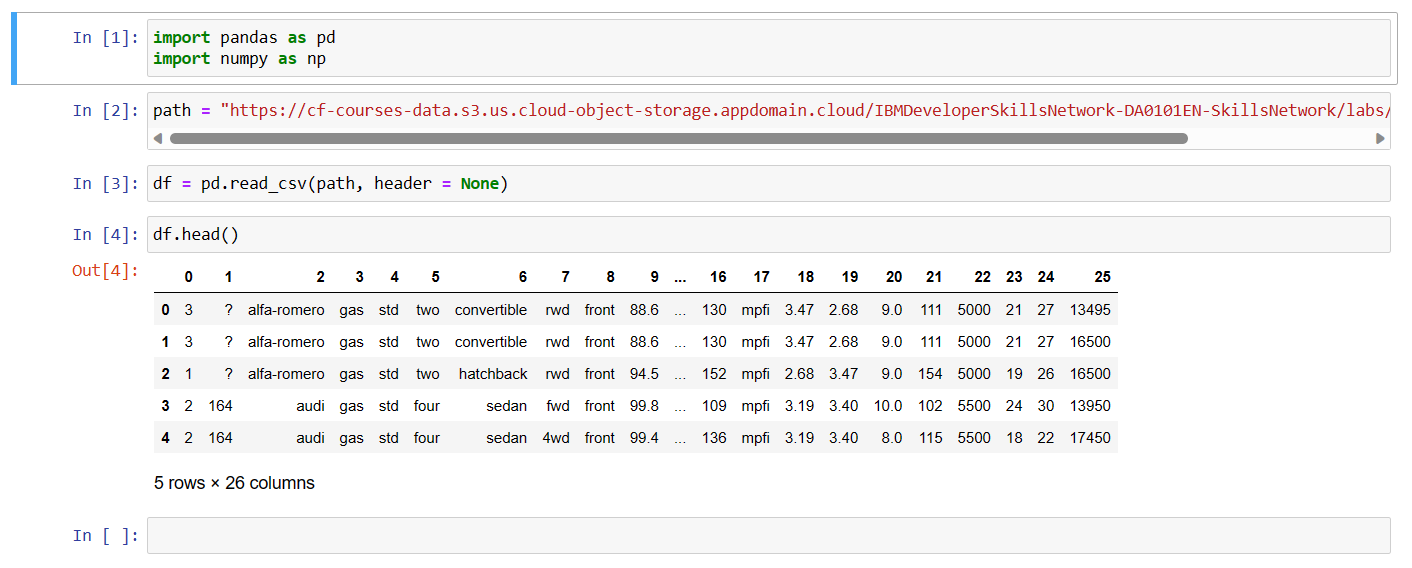 In [1]: import pandas as pd
import numpy as np
In [2]: path = "https://cf-courses-data.s3.us.cloud-object-storage.appdomain.cloud/IBMDeveloperSkillsNetwork-DA0101EN-SkillsNetwork/labs/
In [3]: df = pd.read_csv(path, header = None)
In [4]: df.head()
Out[4]:
0 1 2 3 4 5 6 7 8 9 ... 16 17 18 19 20 21 22 23 24 25
0 3 ? alfa-romero gas std two convertible rwd front 88.6 ... 130 mpfi 3.47 2.68 9.0 111 5000 21 27 13495
1 3 ? alfa-romero gas std two convertible rwd front 88.6 ... 130 mpfi 3.47 2.68 9.0 111 5000 21 27 16500
2 1 ? alfa-romero gas std two hatchback rwd front 94.5 ... 152 mpfi 2.68 3.47 9.0 154 5000 19 26 16500
3 2 164 audi gas std four sedan fwd front 99.8 ... 109 mpfi 3.19 3.40 10.0 102 5500 24 30 13950
4 2 164 audi gas std four sedan 4wd front 99.4 ... 136 mpfi 3.19 3.40 8.0 115 5500 18 22 17450
5 rows × 26 columns
In [ ]: